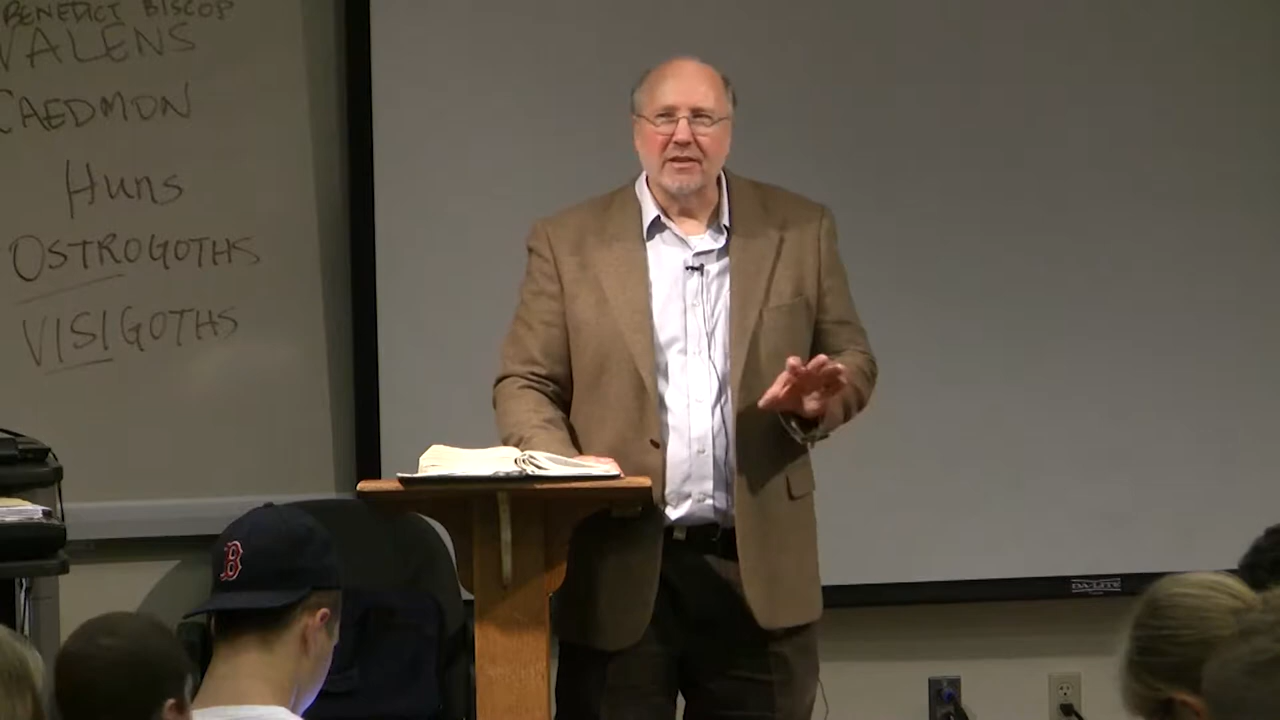 BENEDICT BISCOP
VALENS
CAEDMON
Huns
OSTROGOTHS
VISIGOTHS
B
DA-LITE